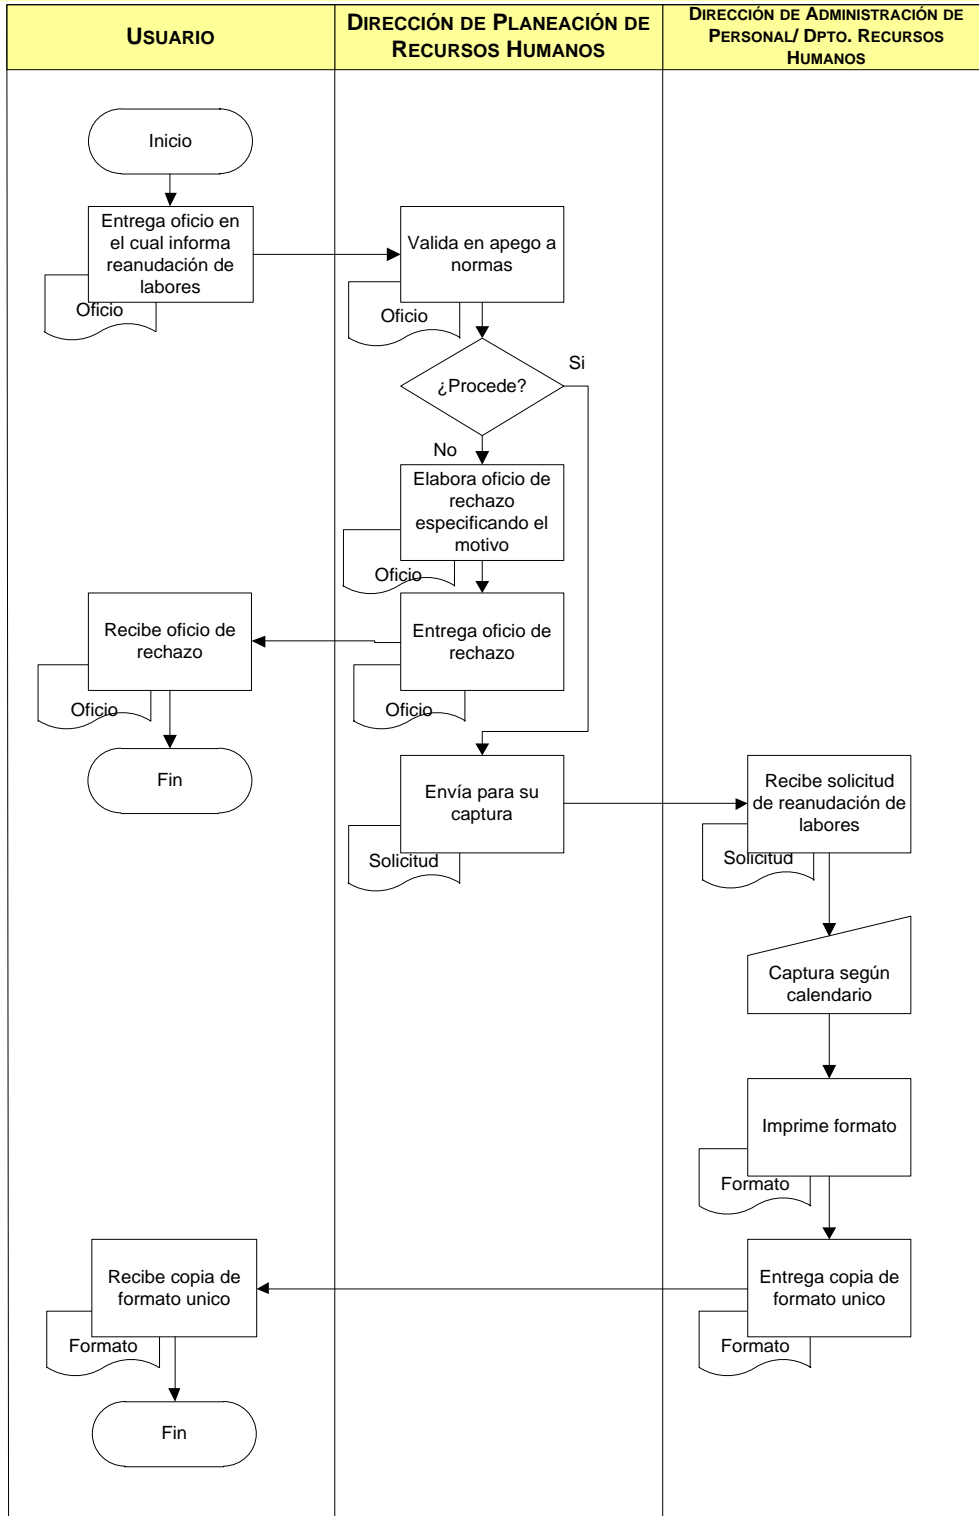 USUARIO
DIRECCIÓN DE PLANEACIÓN DE
RECURSOS HUMANOS
DIRECCIÓN DE ADMINISTRACIÓN DE
PERSONAL/ DPTO. RECURSOS
HUMANOS
Inicio
Entrega oficio en
el cual informa
reanudación de
labores
Oficio
Valida en apego a
normas
Oficio
¿Procede?
Si
No
Elabora oficio de
rechazo
especificando el
motivo
Oficio
Entrega oficio de
rechazo
Oficio
Recibe oficio de
rechazo
Oficio
Fin
Envía para su
captura
Solicitud
Recibe solicitud
de reanudación de
labores
Solicitud
Captura según
calendario
Imprime formato
Formato
Entrega copia de
formato unico
Formato
Recibe copia de
formato unico
Formato
Fin